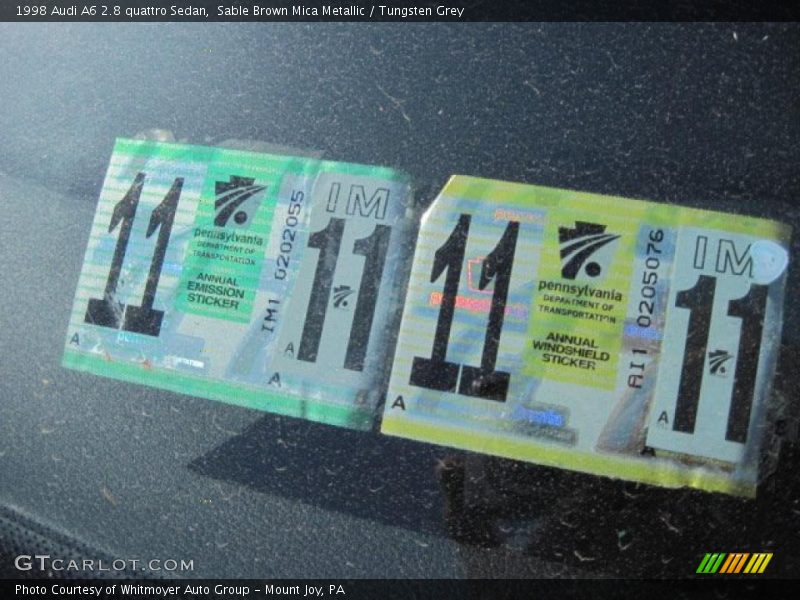 1998 Audi A6 2.8 quattro Sedan,  Sable Brown Mica Metallic / Tungsten Grey
11
pennsylvania
DEPARTMENT OF
TRANSPORTATION
ANNUAL
EMISSION
STICKER
IM1 0202055
IM
11
A
A
A
11
pennsylvania
DEPARTMENT OF
TRANSPORTATION
ANNUAL
WINDSHIELD
STICKER
AI1 0205076
IM
11
A
A
A
GTCARLOT.COM
Photo Courtesy of Whitmoyer Auto Group – Mount Joy, PA